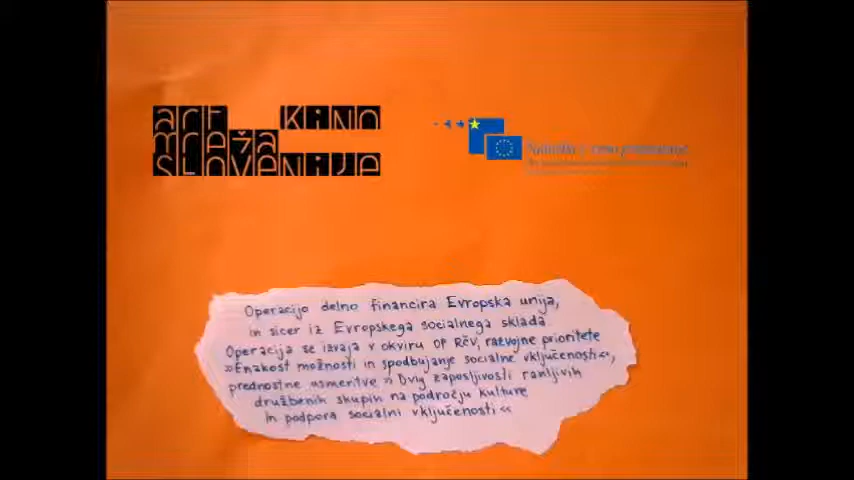 art kino
mreža
slovenije
Naložba v vašo prihodnost
Operacijo delno financira Evropska unija,
in sicer iz Evropskega socialnega sklada
Operacija se izvaja v okviru OP RČV, razvojne prioritete
»Enakost možnosti in spodbujanje socialne vključenosti«,
prednostne usmeritve »Dvig zaposljivosti ranljivih
družbenih skupin na področju kulture
in podpora socialni vključenosti«